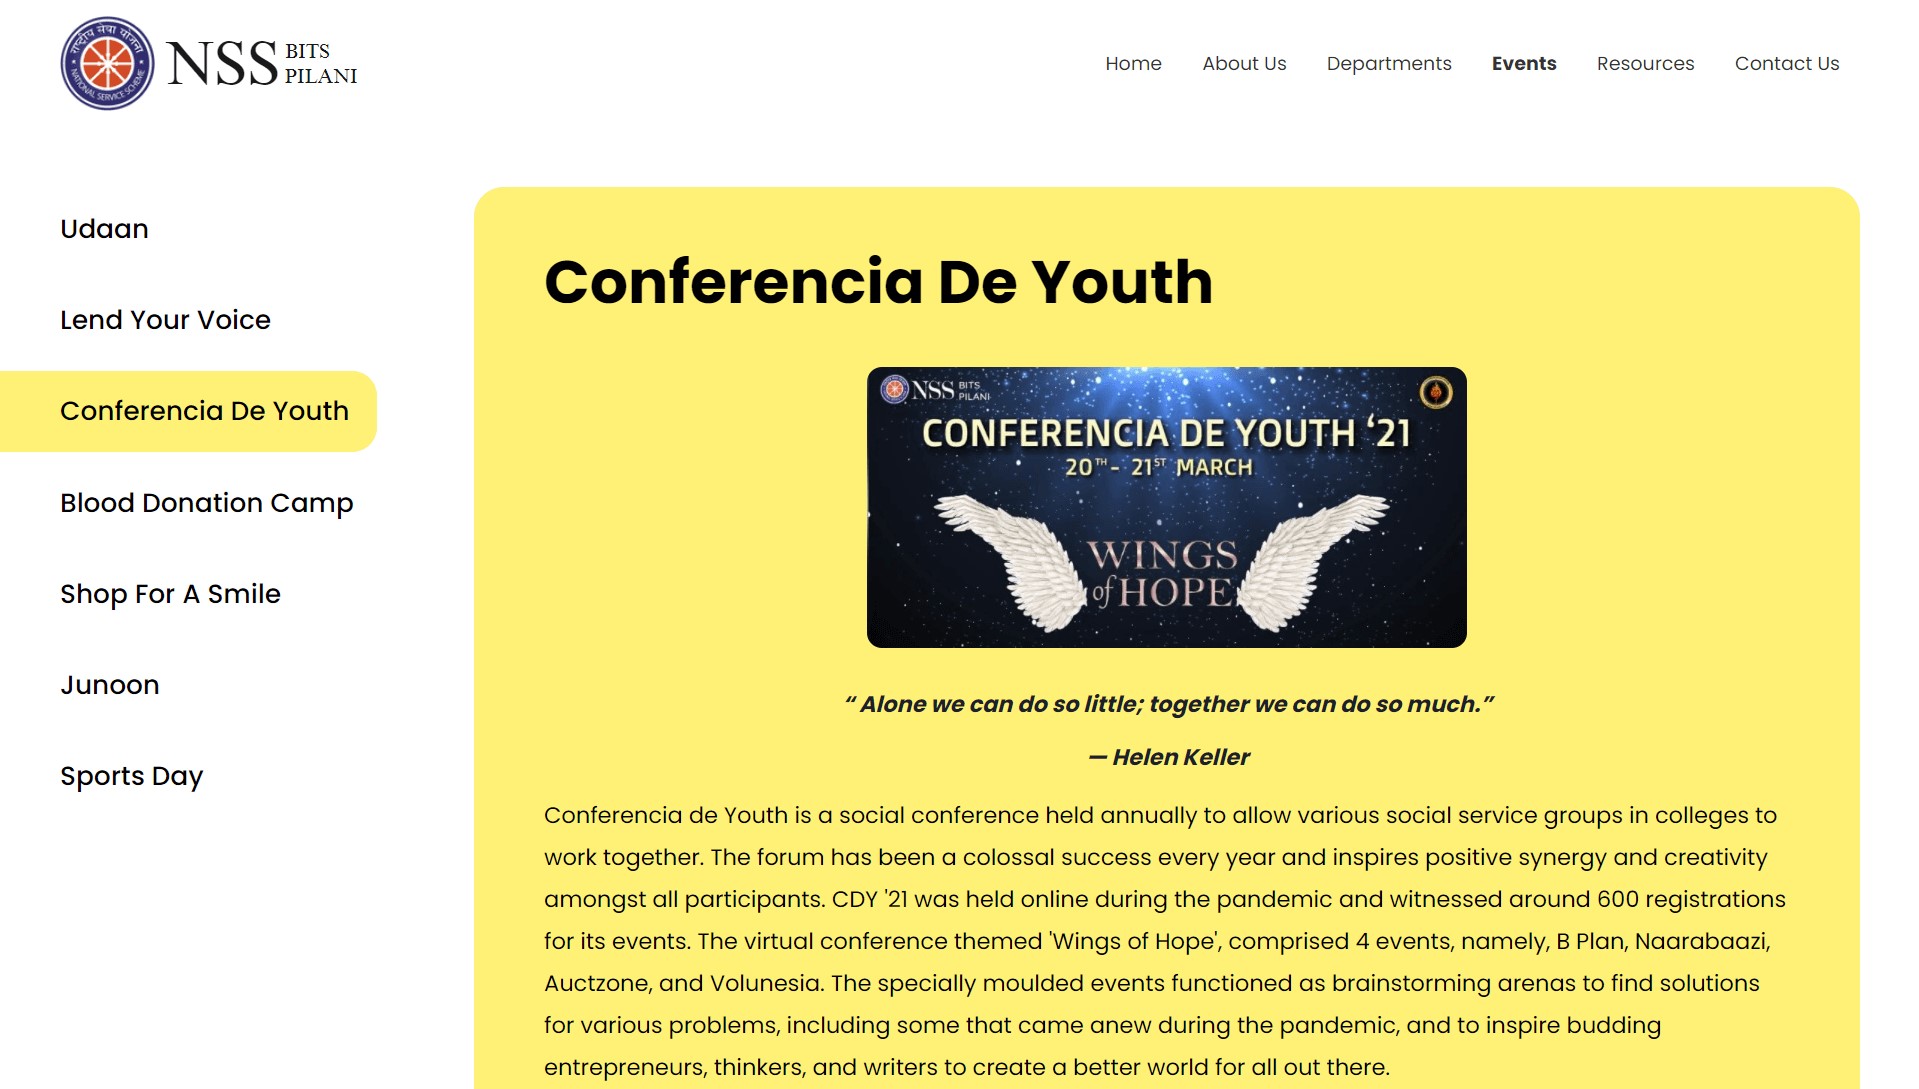 राष्ट्रीय सेवा योजना
NATIONAL SERVICE SCHEME
NSS BITS PILANI
Home About Us Departments Events Resources Contact Us
Udaan
Lend Your Voice
Conferencia De Youth
Blood Donation Camp
Shop For A Smile
Junoon
Sports Day
Conferencia De Youth
NSS BITS PILANI
CONFERENCIA DE YOUTH ‘21
20TH - 21ST MARCH
WINGS
of HOPE
“ Alone we can do so little; together we can do so much.”
— Helen Keller
Conferencia de Youth is a social conference held annually to allow various social service groups in colleges to
work together. The forum has been a colossal success every year and inspires positive synergy and creativity
amongst all participants. CDY '21 was held online during the pandemic and witnessed around 600 registrations
for its events. The virtual conference themed 'Wings of Hope', comprised 4 events, namely, B Plan, Naarabaazi,
Auctzone, and Volunesia. The specially moulded events functioned as brainstorming arenas to find solutions
for various problems, including some that came anew during the pandemic, and to inspire budding
entrepreneurs, thinkers, and writers to create a better world for all out there.